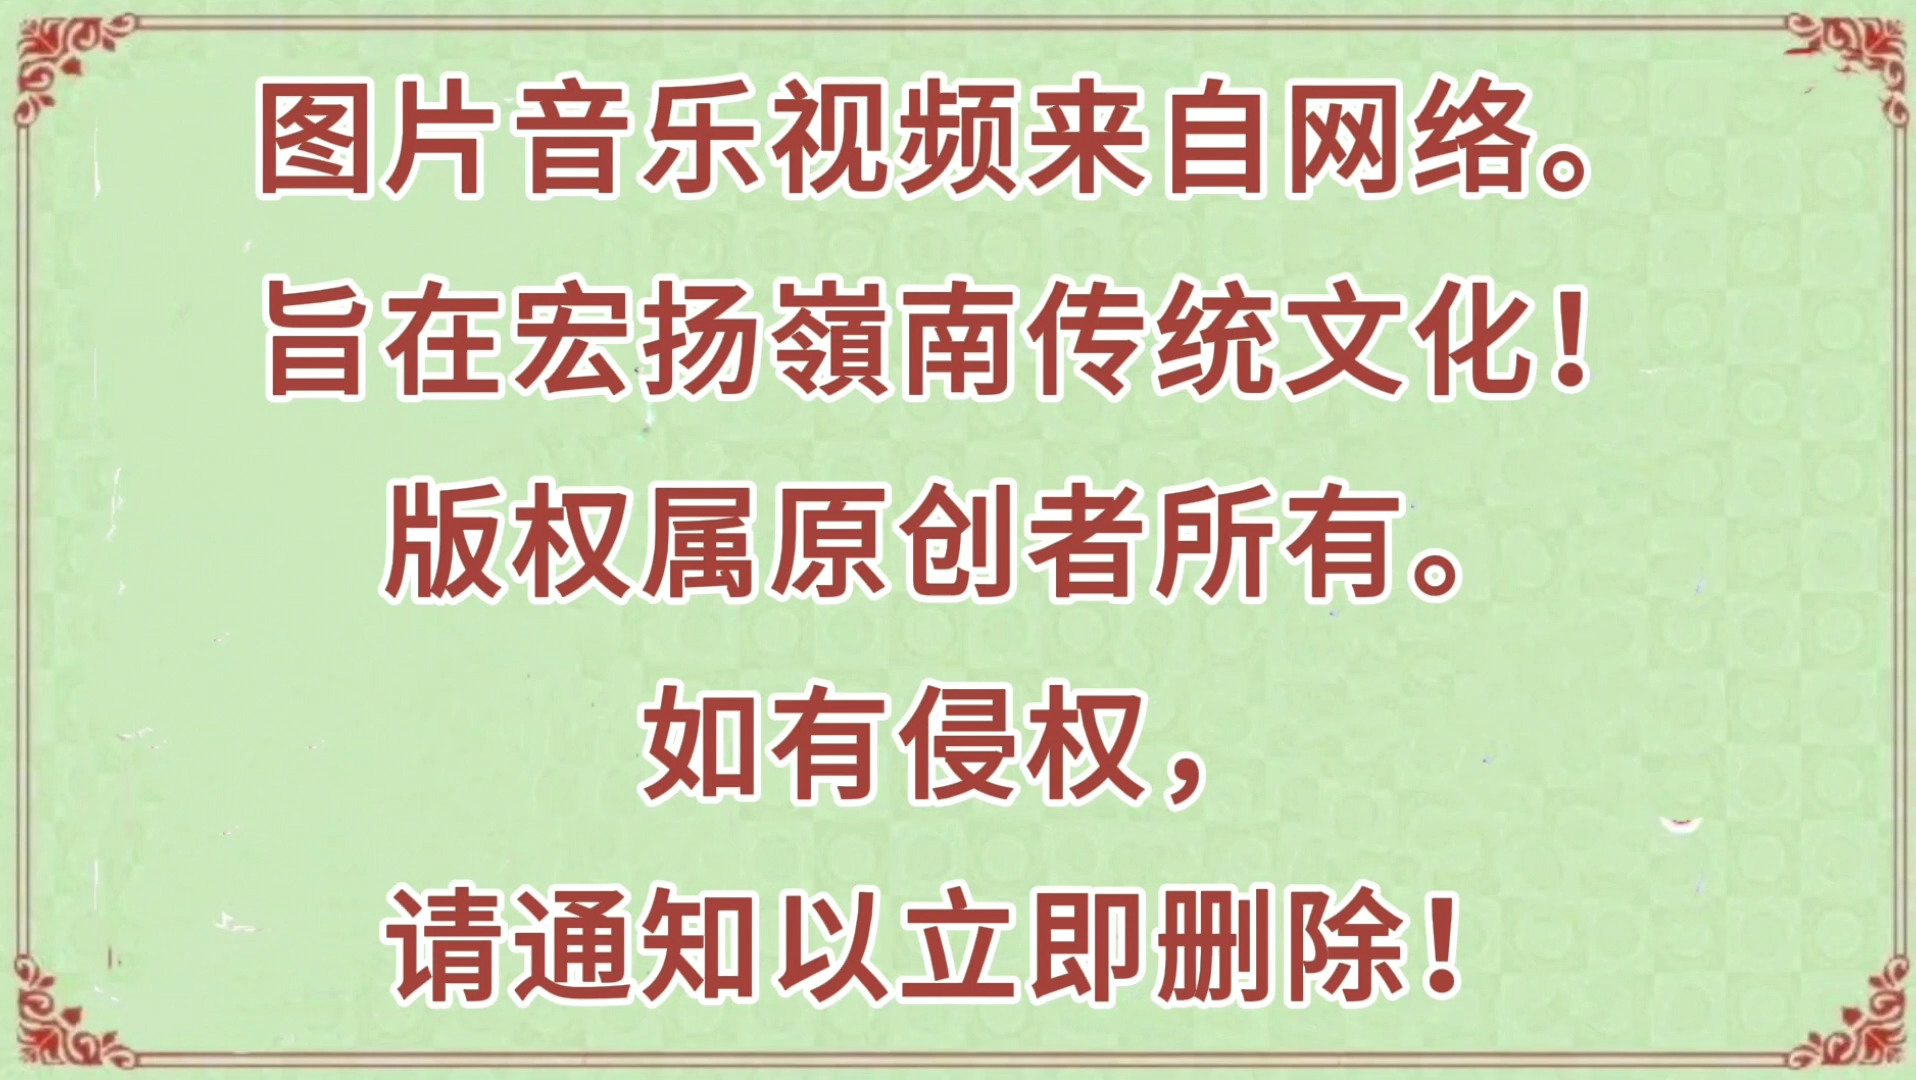 图片音乐视频来自网络。
旨在宏扬嶺南传统文化！
版权属原创者所有。
如有侵权，
请通知以立即删除！